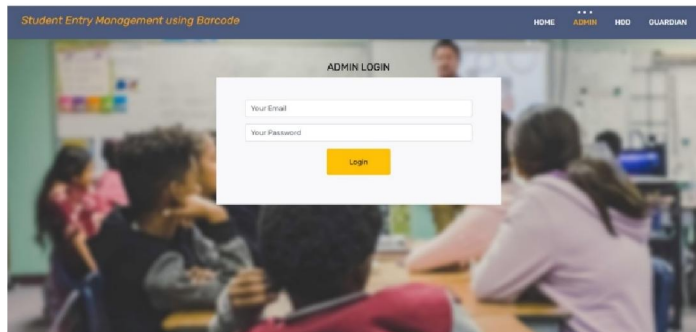 Student Entry Management using Barcode
HOME ADMIN HOD GUARDIAN
ADMIN LOGIN
Your Email
Your Password
Login